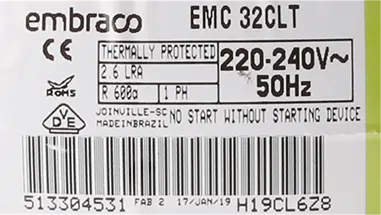 embraco EMC 32CLT
CE THERMALLY PROTECTED 220-240V~
2.6 LRA 50Hz
R 600a 1 PH
RoHS
DVE JOINVILLE-SC NO START WITHOUT STARTING DEVICE
MADEINBRAZIL
513304531 FAB 2 17/JAN/19 H19CL6Z8